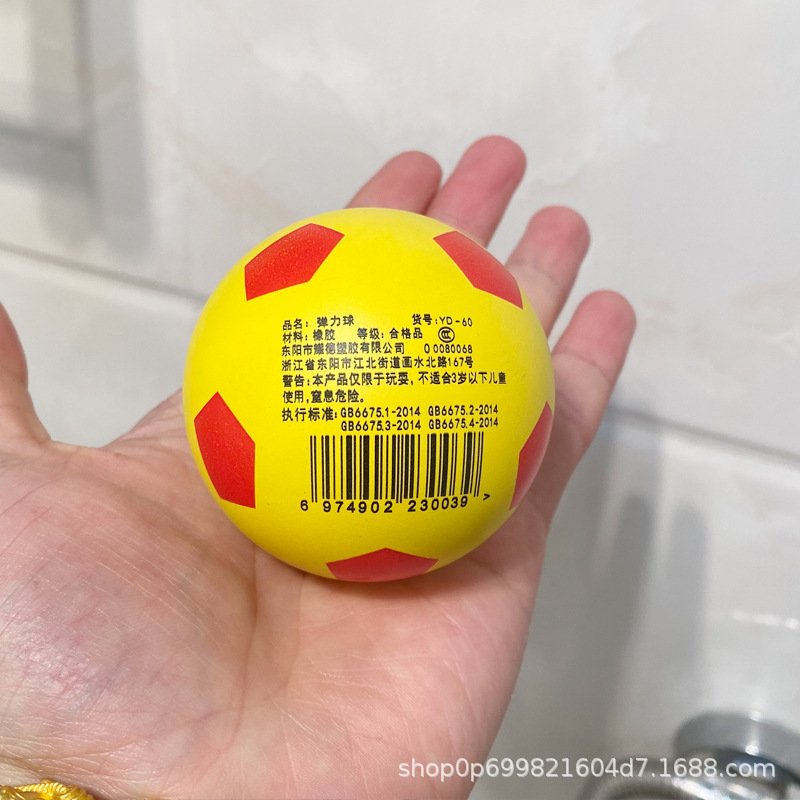 品名: 弹力球 货号:YD-60
材料: 橡胶 等级: 合格品
东阳市耀德塑胶有限公司 00080068
浙江省东阳市江北街道画水北路167号
警告:本产品仅限于玩耍, 不适合3岁以下儿童
使用,窒息危险。
执行标准:GB6675.1-2014 GB6675.2-2014
GB6675.3-2014 GB6675.4-2014
6 974902 230039 >
shop0p699821604d7.1688.com